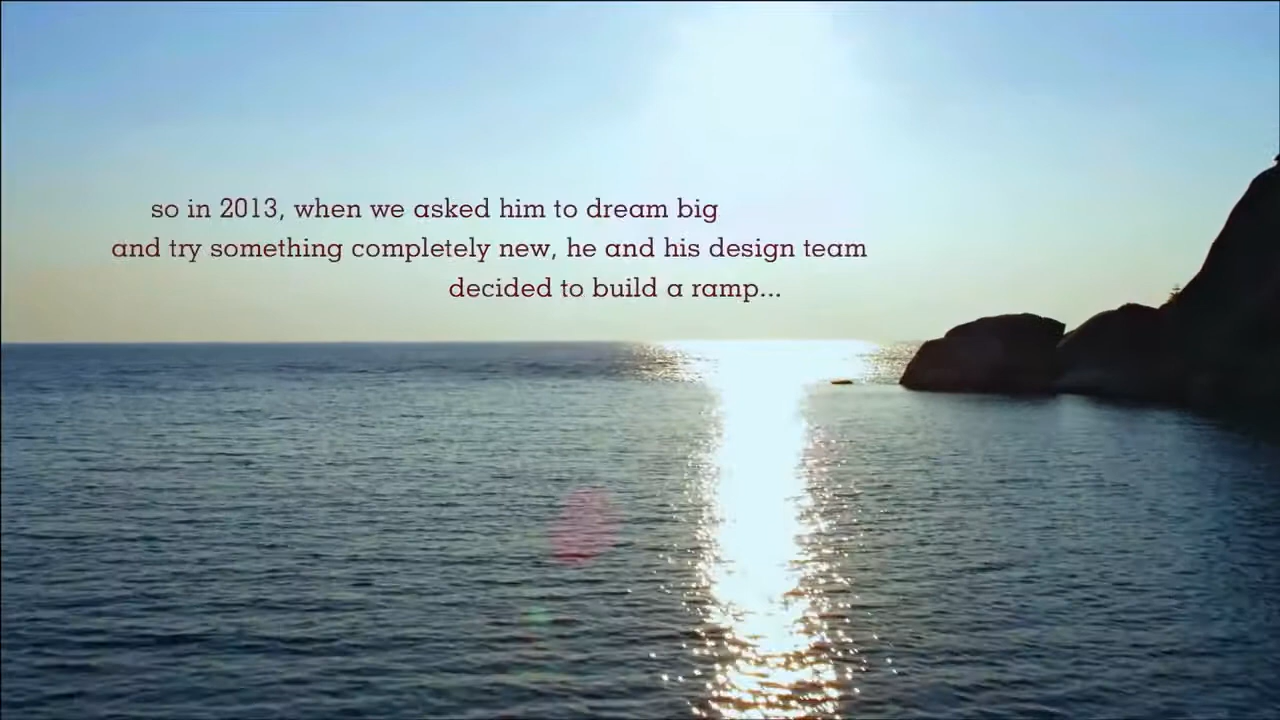 so in 2013, when we asked him to dream big
and try something completely new, he and his design team
decided to build a ramp...